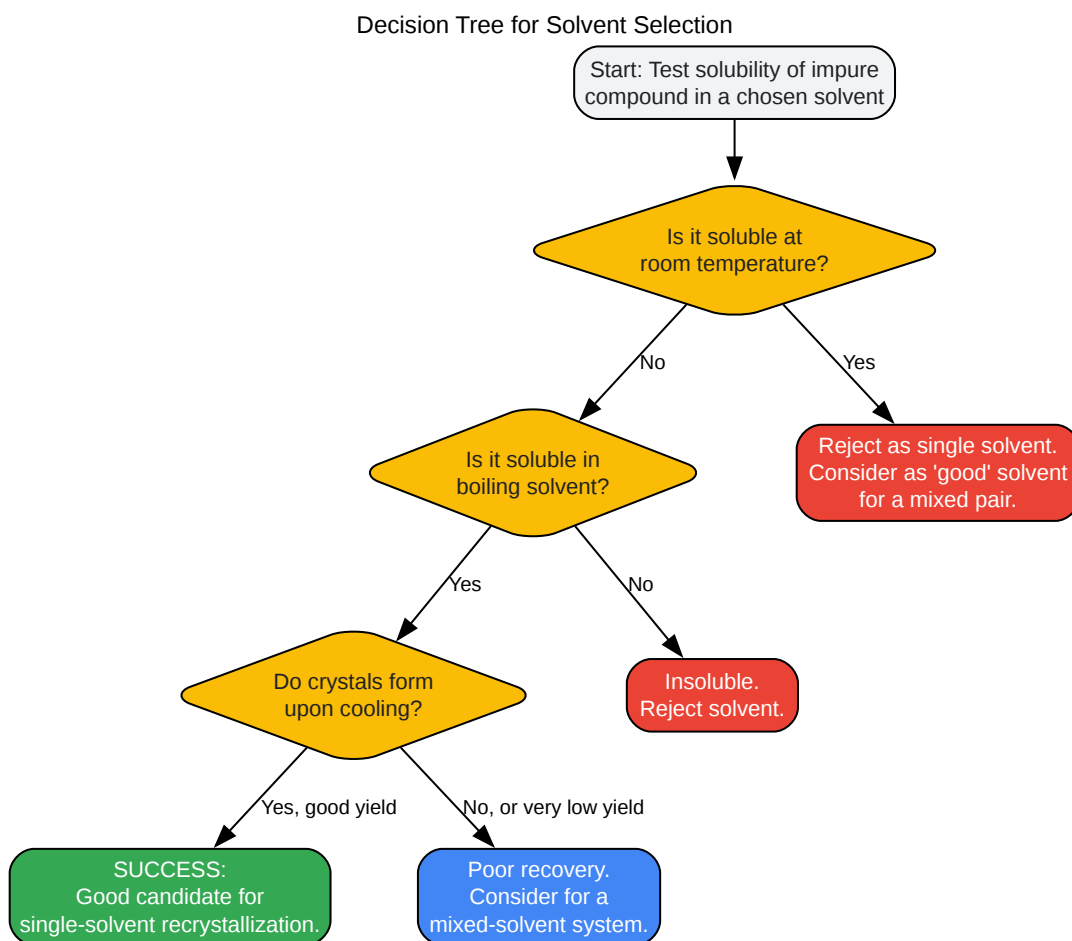 Decision Tree for Solvent Selection
Start: Test solubility of impure
compound in a chosen solvent
Is it soluble at
room temperature?
No
Yes
Is it soluble in
boiling solvent?
Reject as single solvent.
Consider as 'good' solvent
for a mixed pair.
Yes
No
Do crystals form
upon cooling?
Insoluble.
Reject solvent.
Yes, good yield
No, or very low yield
SUCCESS:
Good candidate for
single-solvent recrystallization.
Poor recovery.
Consider for a
mixed-solvent system.